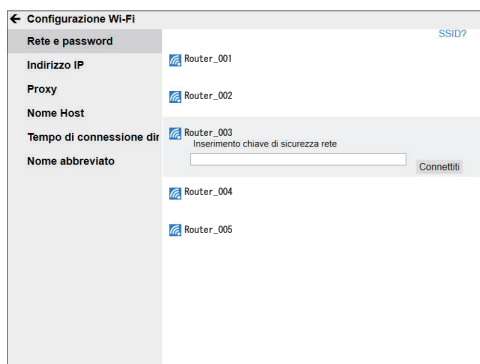 ← Configurazione Wi-Fi
Rete e password
Indirizzo IP
Proxy
Nome Host
Tempo di connessione dir
Nome abbreviato
SSID?
Router_001
Router_002
Router_003
Inserimento chiave di sicurezza rete
Connettiti
Router_004
Router_005